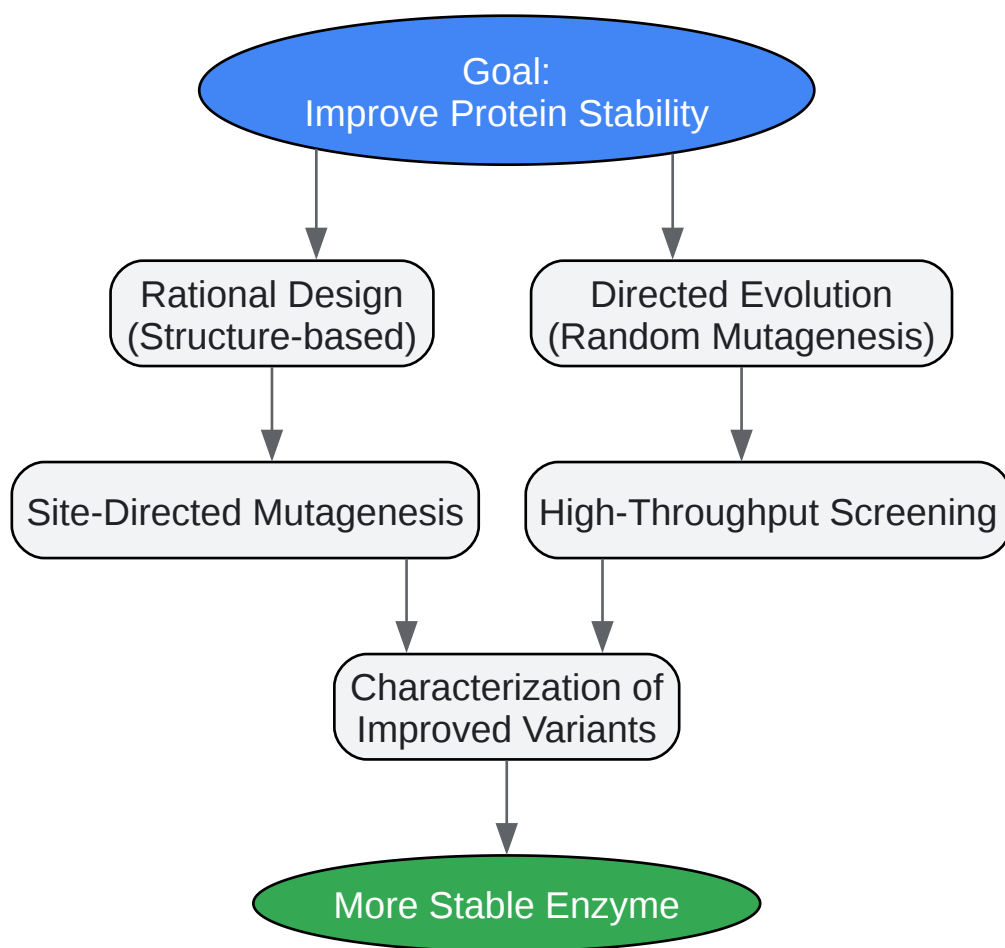 Goal:
Improve Protein Stability
Rational Design
(Structure-based)
Directed Evolution
(Random Mutagenesis)
Site-Directed Mutagenesis
High-Throughput Screening
Characterization of
Improved Variants
More Stable Enzyme